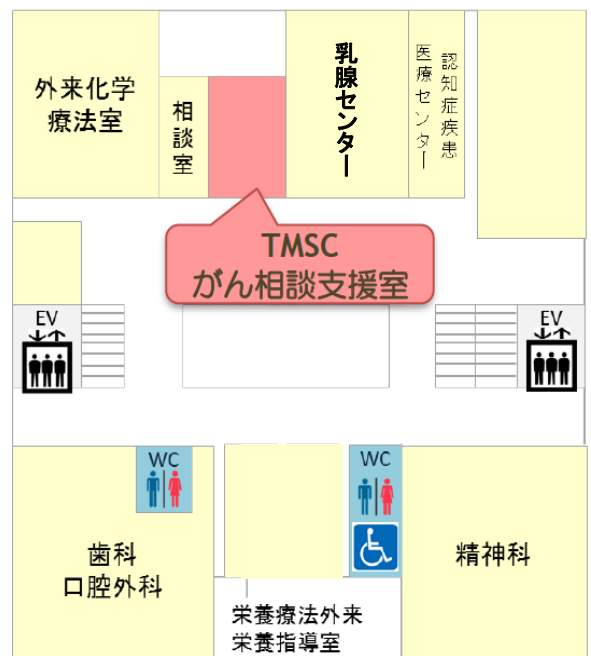 外来化学
療法室
相談室
乳腺センター
認知症疾患
医療センター
TMSC
がん相談支援室
EV
EV
WC
WC
歯科
口腔外科
精神科
栄養療法外来
栄養指導室